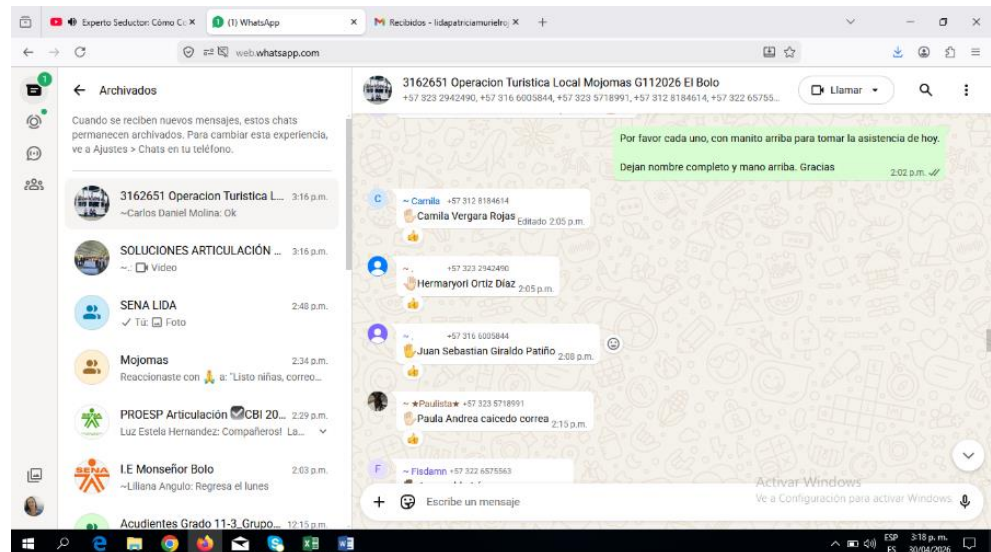 Experto Seductor: Cómo Co
(1) WhatsApp
Recibidos - lidapatriciamurielroj
web.whatsapp.com
1
Archivados
Cuando se reciben nuevos mensajes, estos chats
permanecen archivados. Para cambiar esta experiencia,
ve a Ajustes > Chats en tu teléfono.
3162651 Operacion Turistica L... 3:16 p.m.
~Carlos Daniel Molina: Ok
SOLUCIONES ARTICULACIÓN ... 3:16 p.m.
~.: Video
SENA LIDA 2:48 p.m.
Tú: Foto
Mojomas 2:34 p.m.
Reaccionaste con 🙏 a: "Listo niñas, correo...
PROESP Articulación ☑CBI 20... 2:29 p.m.
Luz Estela Hernandez: Compañeros! La...
SENA
I.E Monseñor Bolo 2:03 p.m.
~Liliana Angulo: Regresa el lunes
Acudientes Grado 11-3_Grupo... 12:15 p.m.
3162651 Operacion Turistica Local Mojomas G112026 El Bolo
+57 323 2942490, +57 316 6005844, +57 323 5718991, +57 312 8184614, +57 322 65755...
Llamar
Por favor cada uno, con manito arriba para tomar la asistencia de hoy.
Dejan nombre completo y mano arriba. Gracias
2:02 p.m.
C
~ Camila +57 312 8184614
✋Camila Vergara Rojas Editado 2:05 p.m.
👍
~ . +57 323 2942490
✋Hermaryori Ortiz Díaz 2:05 p.m.
👍
~ . +57 316 6005844
✋Juan Sebastian Giraldo Patiño 2:08 p.m.
👍
~ ★Paulista★ +57 323 5718991
✋Paula Andrea caicedo correa 2:15 p.m.
👍
F
~ Fisdamn +57 322 6575563
Escribe un mensaje
Activar Windows
Ve a Configuración para activar Windows.
ESP
ES
3:18 p. m.
30/04/2026